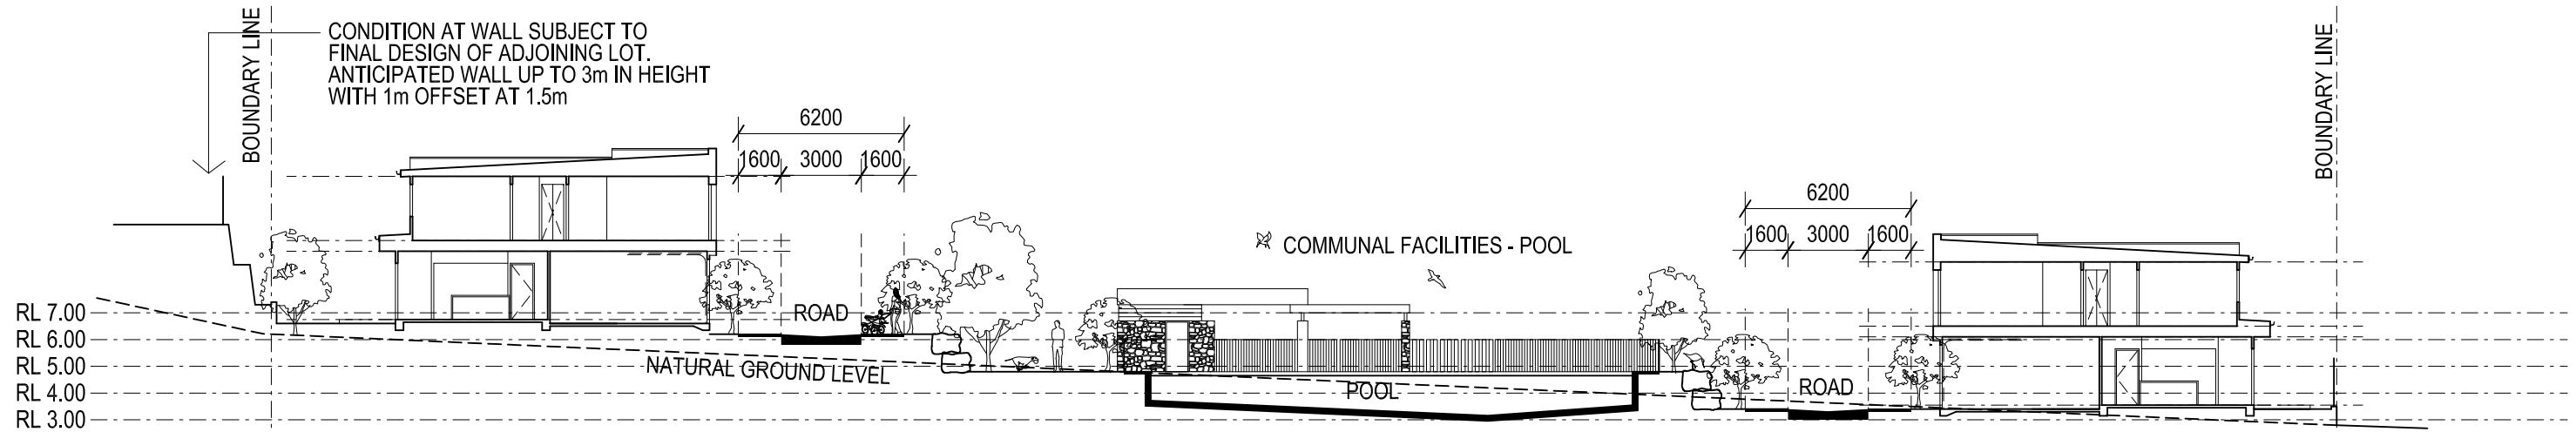 CONDITION AT WALL SUBJECT TO
FINAL DESIGN OF ADJOINING LOT.
ANTICIPATED WALL UP TO 3m IN HEIGHT
WITH 1m OFFSET AT 1.5m
BOUNDARY LINE
BOUNDARY LINE
6200
1600 3000 1600
6200
1600 3000 1600
COMMUNAL FACILITIES - POOL
ROAD
RL 7.00
RL 6.00
RL 5.00
RL 4.00
RL 3.00
NATURAL GROUND LEVEL
POOL
ROAD